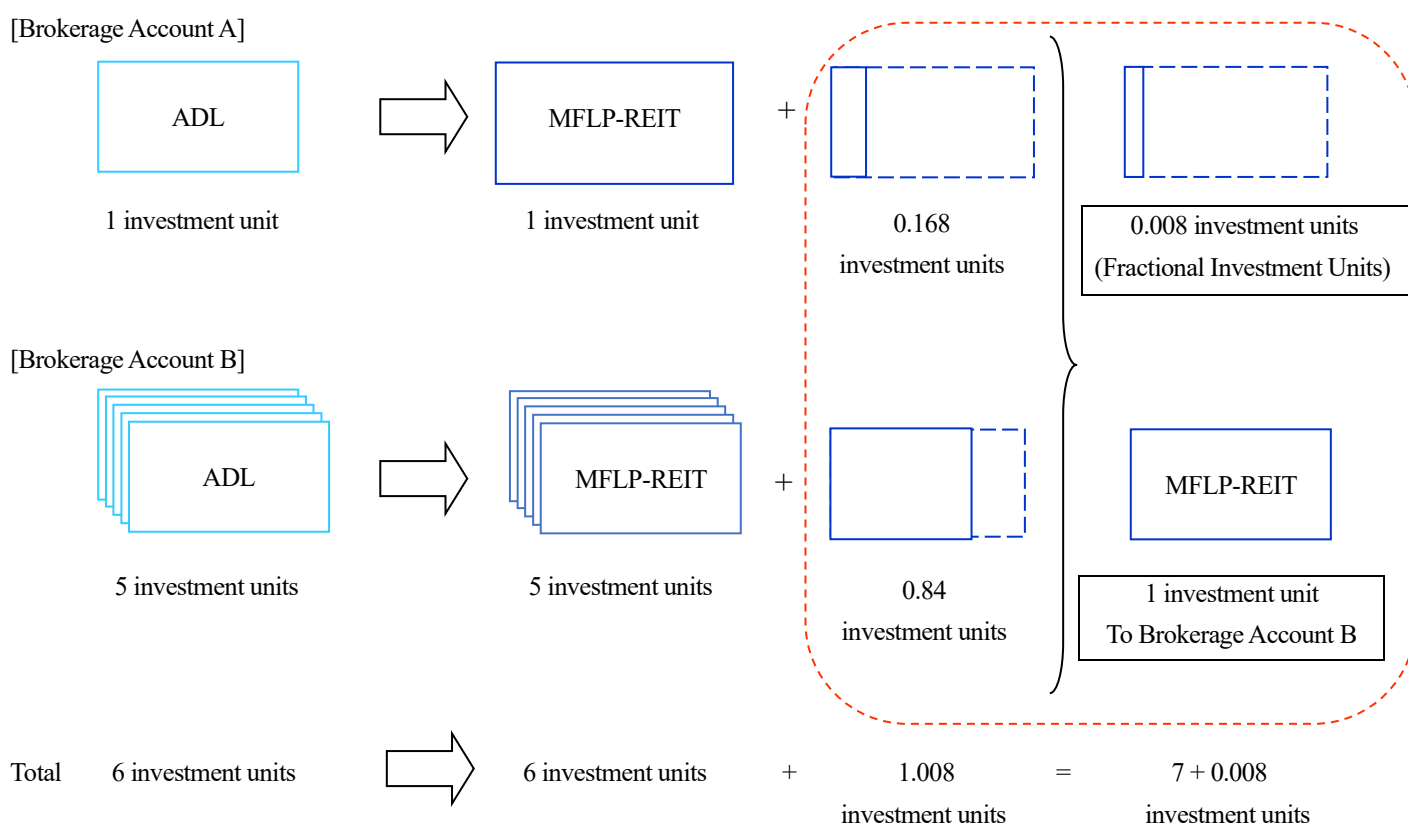 [Brokerage Account A]
ADL
MFLP-REIT
+
1 investment unit
1 investment unit
0.168
investment units
0.008 investment units
(Fractional Investment Units)
[Brokerage Account B]
ADL
MFLP-REIT
+
MFLP-REIT
5 investment units
5 investment units
0.84
investment units
1 investment unit
To Brokerage Account B
Total 6 investment units 6 investment units + 1.008 = 7 + 0.008
investment units investment units